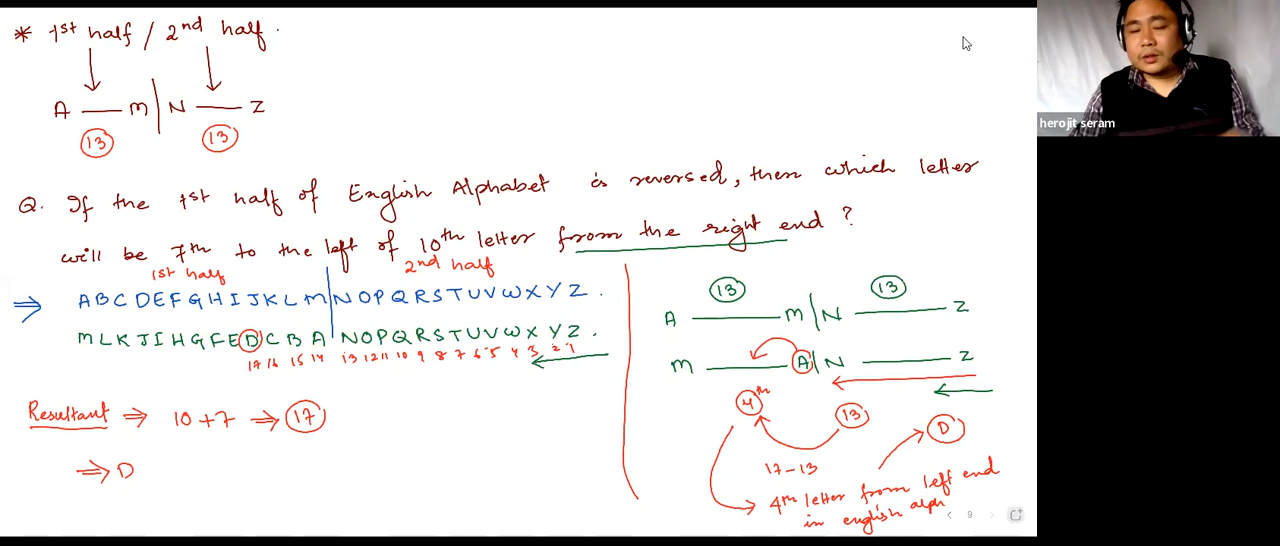 * 1st half / 2nd half.
A — M | N — Z
13 13
Q. If the 1st half of English Alphabet is reversed, then which letter
will be 7th to the left of 10th letter from the right end ?
1st half 2nd half
⇒ A B C D E F G H I J K L M | N O P Q R S T U V W X Y Z .
M L K J I H G F E D C B A N O P Q R S T U V W X Y Z .
17 16 15 14 13 12 11 10 9 8 7 6 5 4 3 2 1
Resultant ⇒ 10 + 7 ⇒ 17
⇒ D
13 13
A — M | N — Z
M — A | N — Z
4th 13 D
17 - 13
4th letter from left end
in english alph
herojit seram
9